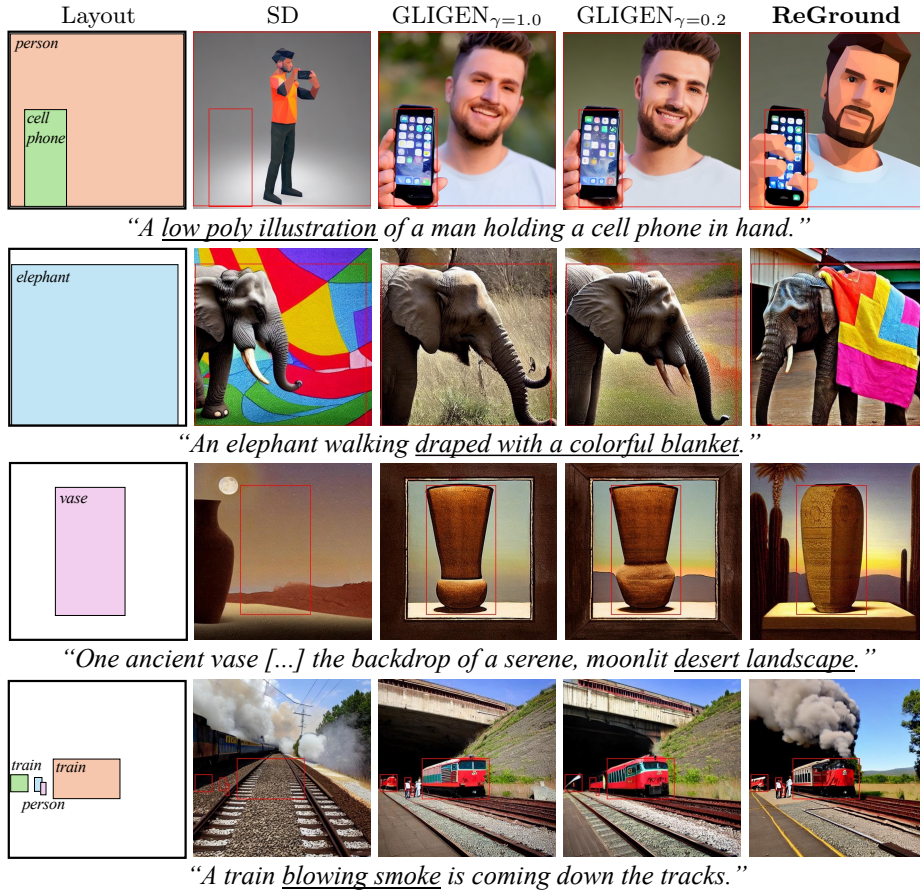 Layout SD GLIGENγ=1.0 GLIGENγ=0.2 ReGround
person
cell
phone
“A low poly illustration of a man holding a cell phone in hand.”
elephant
“An elephant walking draped with a colorful blanket.”
vase
“One ancient vase [...] the backdrop of a serene, moonlit desert landscape.”
train train
person
“A train blowing smoke is coming down the tracks.”